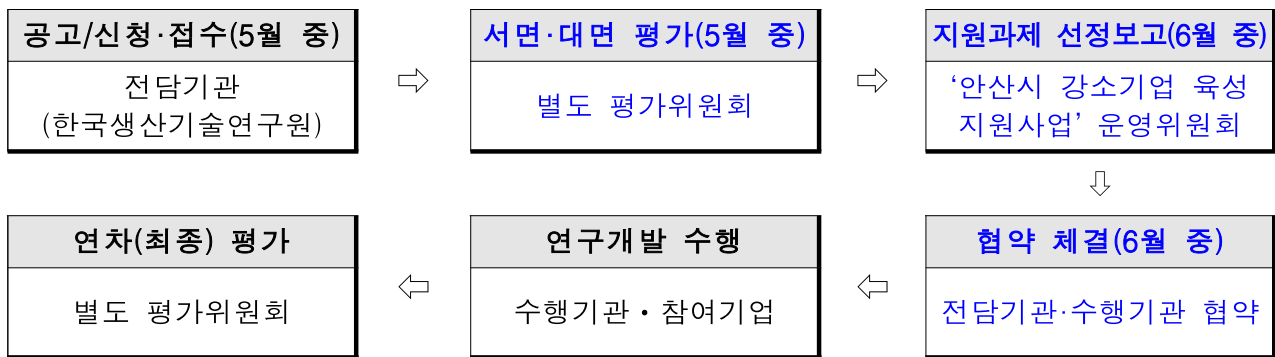 공고/신청·접수(5월 중)
전담기관
(한국생산기술연구원)
⇨
서면·대면 평가(5월 중)
별도 평가위원회
⇨
지원과제 선정보고(6월 중)
‘안산시 강소기업 육성
지원사업’ 운영위원회
⇩
협약 체결(6월 중)
전담기관·수행기관 협약
⇦
연구개발 수행
수행기관·참여기업
⇦
연차(최종) 평가
별도 평가위원회